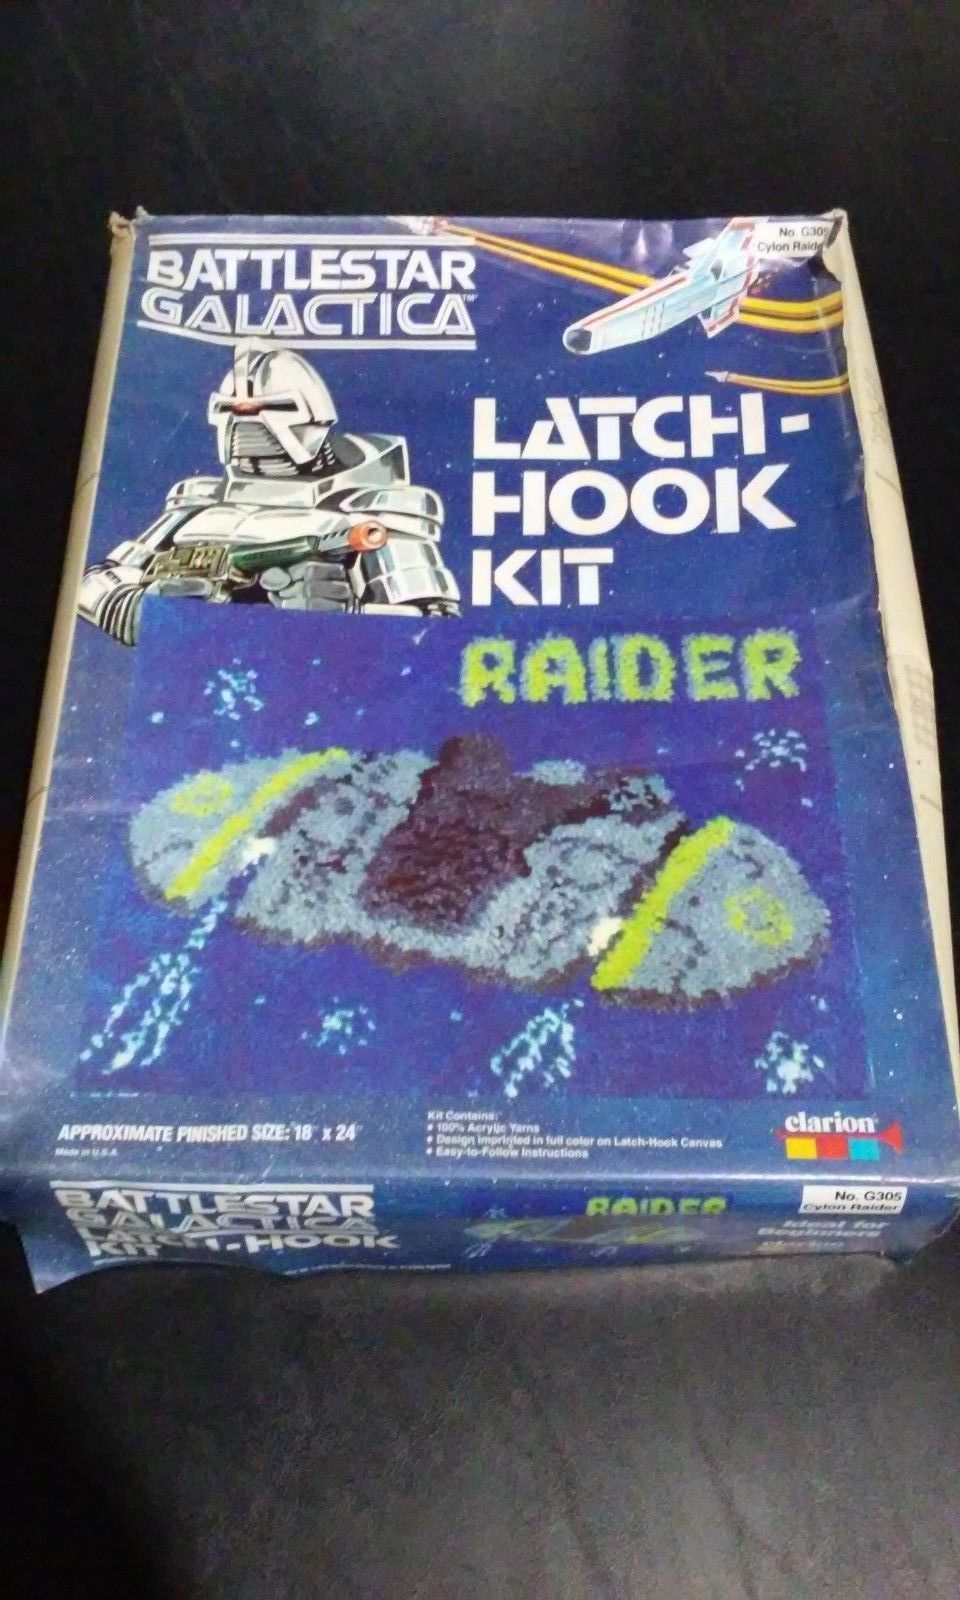 No. G305
Cylon Raider
BATTLESTAR
GALACTICA™
LATCH-
HOOK
KIT
RAIDER
APPROXIMATE FINISHED SIZE: 18" x 24"
Made in U.S.A.
Kit Contains:
• 100% Acrylic Yarns
• Design imprinted in full color on Latch-Hook Canvas
• Easy-to-Follow Instructions
clarion
BATTLESTAR
GALACTICA
LATCH-HOOK
KIT
RAIDER
No. G305
Cylon Raider
Ideal for
Beginners